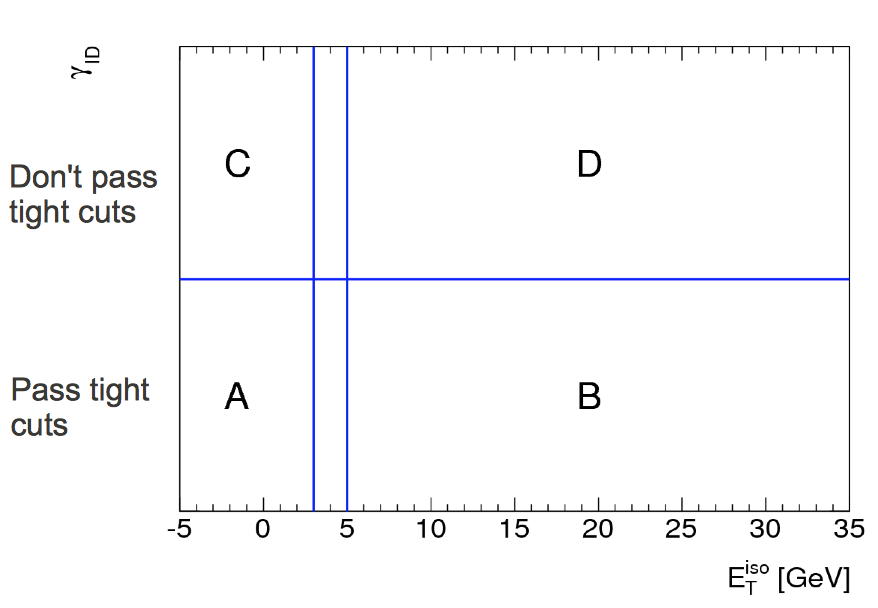 γID
Don't pass
tight cuts
C
D
Pass tight
cuts
A
B
-5 0 5 10 15 20 25 30 35
E_T^iso [GeV]